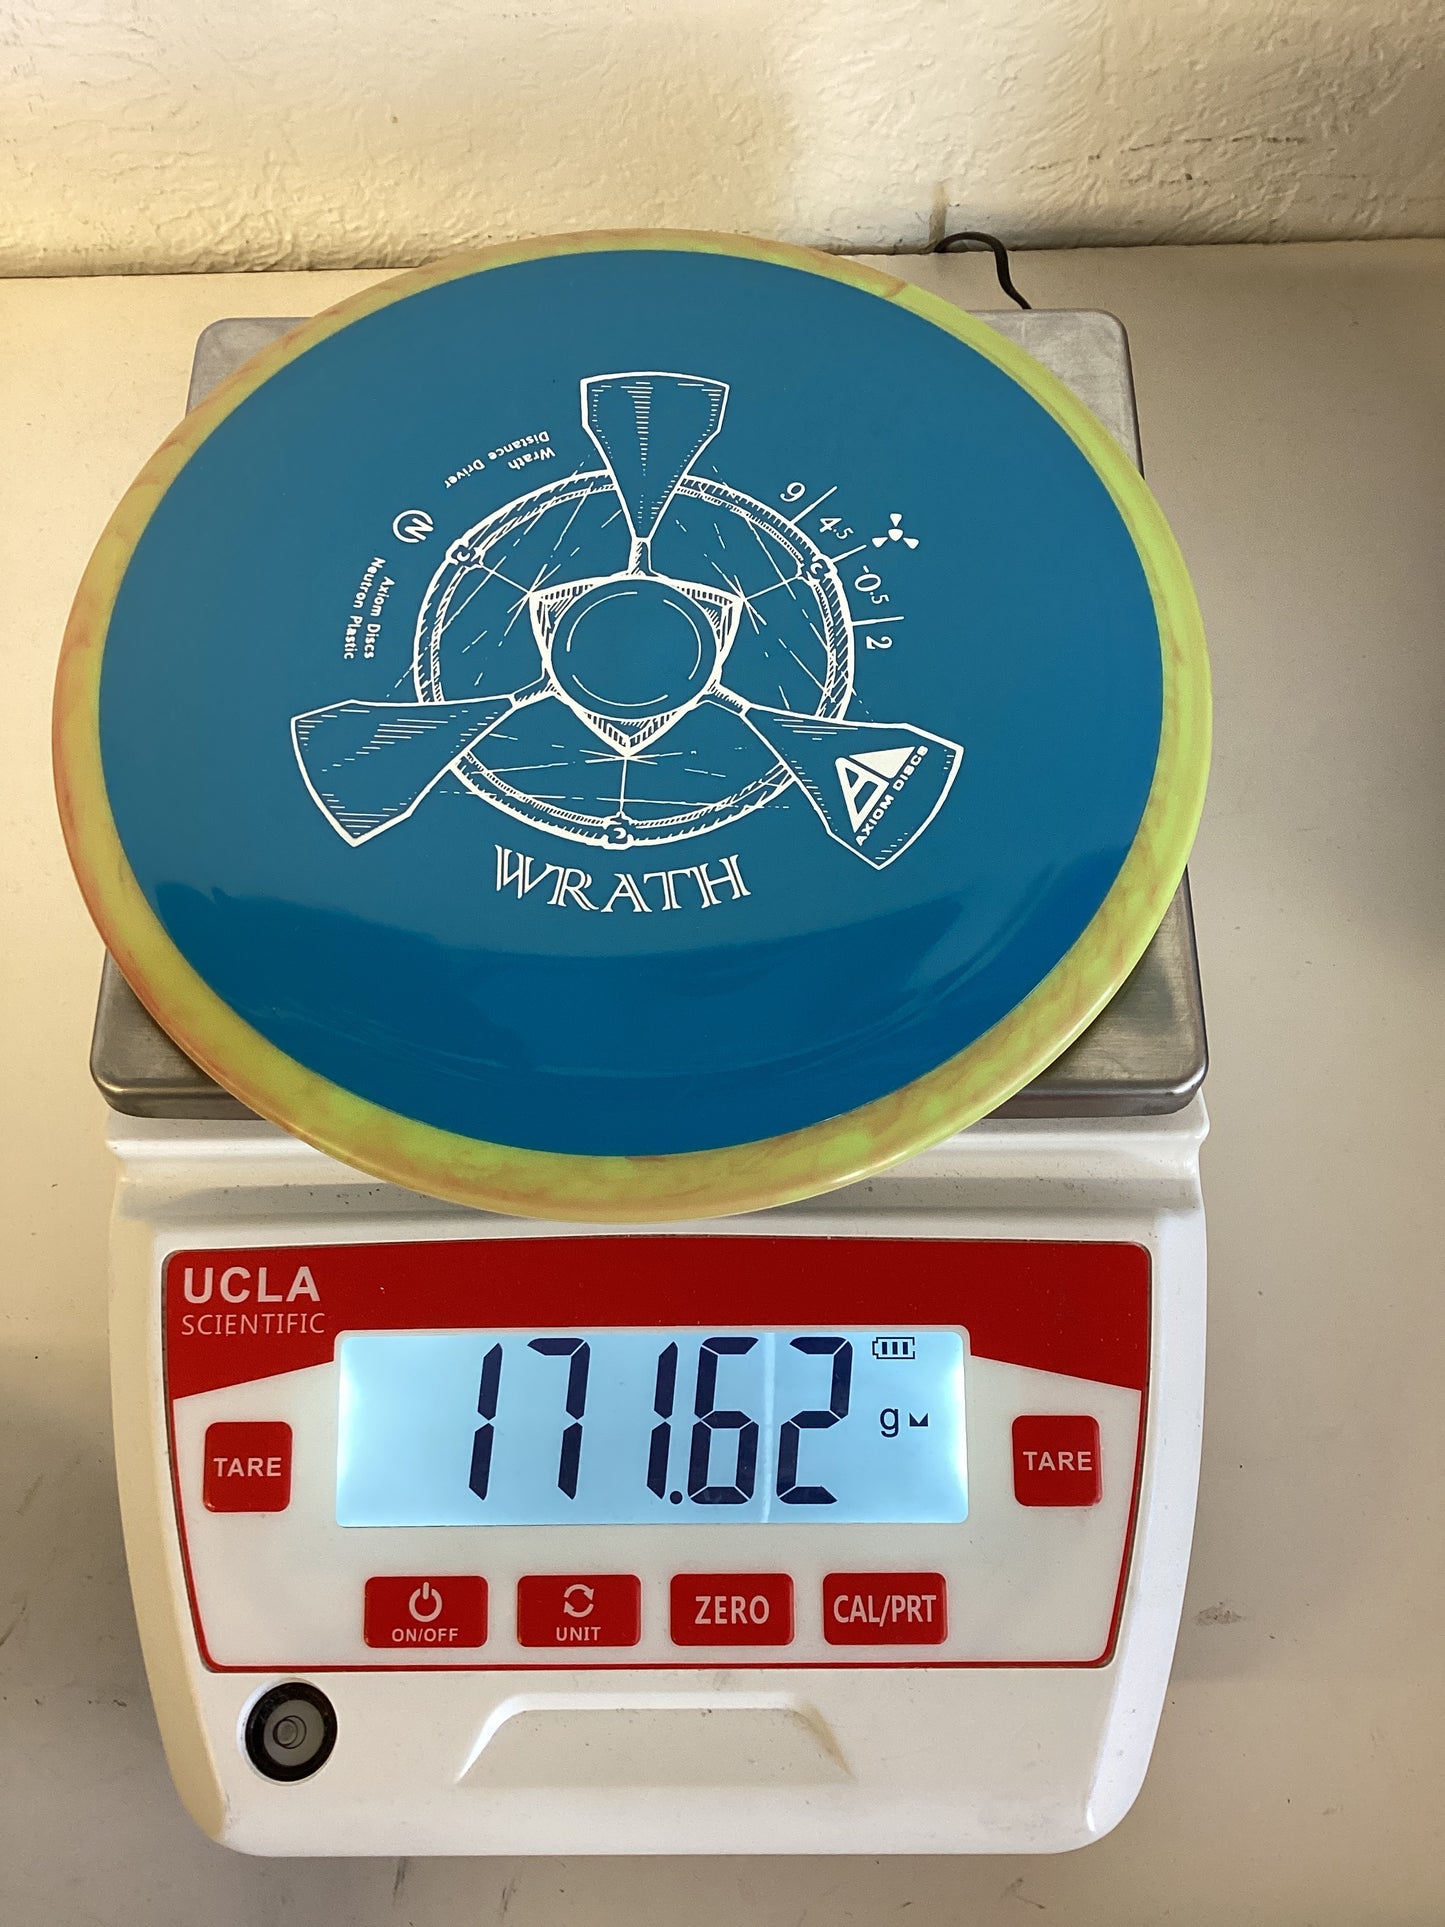 Wrath
Distance Driver
N
Axiom Discs
Neutron Plastic
9 / 4.5 / -0.5 / 2
AXIOM DISCS
WRATH
UCLA
SCIENTIFIC
171.62 g
TARE
TARE
ON/OFF
UNIT
ZERO
CAL/PRT